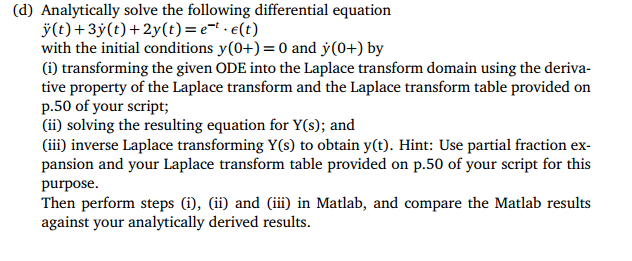 (d) Analytically solve the following differential equation
ÿ(t)+3ẏ(t)+2y(t)=e⁻ᵗ·ϵ(t)
with the initial conditions y(0+)=0 and ẏ(0+) by
(i) transforming the given ODE into the Laplace transform domain using the deriva-
tive property of the Laplace transform and the Laplace transform table provided on
p.50 of your script;
(ii) solving the resulting equation for Y(s); and
(iii) inverse Laplace transforming Y(s) to obtain y(t). Hint: Use partial fraction ex-
pansion and your Laplace transform table provided on p.50 of your script for this
purpose.
Then perform steps (i), (ii) and (iii) in Matlab, and compare the Matlab results
against your analytically derived results.